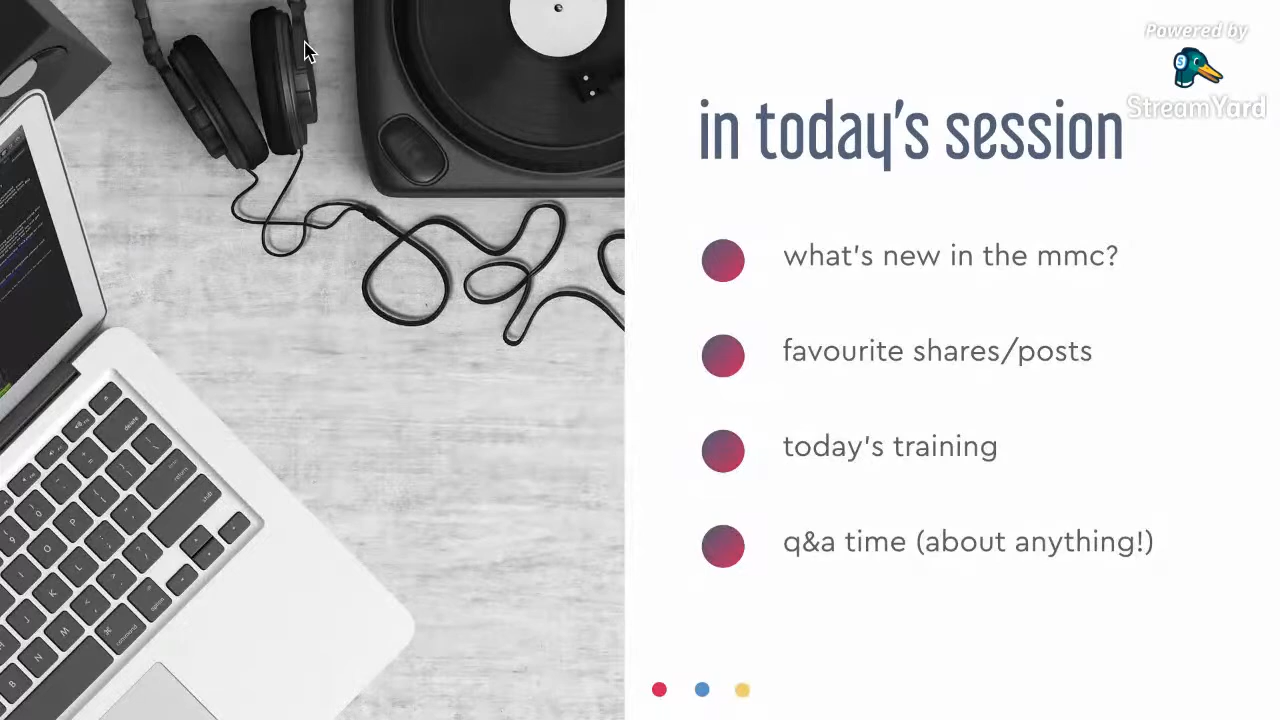 Powered by
StreamYard
in today's session
what's new in the mmc?
favourite shares/posts
today's training
q&a time (about anything!)